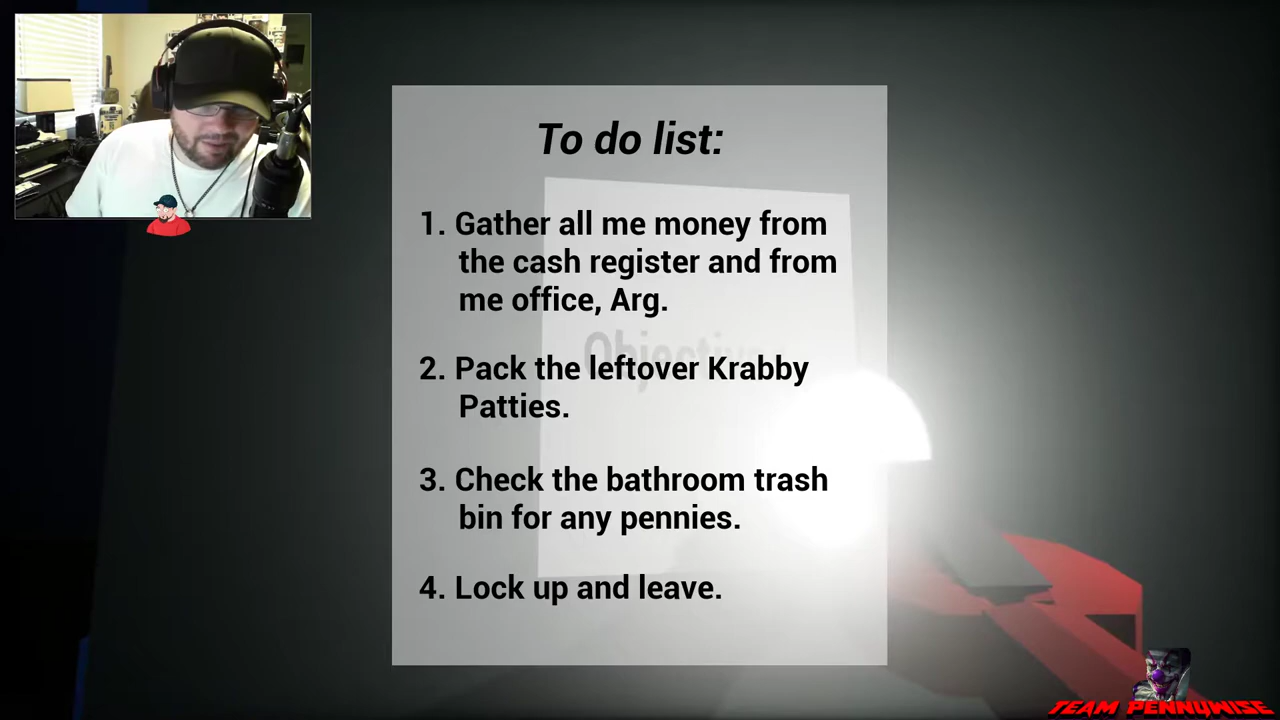 To do list:
1. Gather all me money from
the cash register and from
me office, Arg.
Objectives
2. Pack the leftover Krabby
Patties.
3. Check the bathroom trash
bin for any pennies.
4. Lock up and leave.
TEAM PENNYWISE